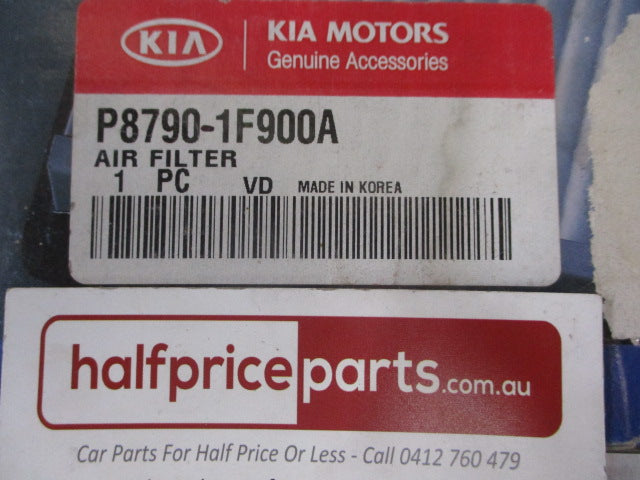 KIA KIA MOTORS
Genuine Accessories
P8790-1F900A
AIR FILTER
1 PC VD MADE IN KOREA
halfpriceparts.com.au
Car Parts For Half Price Or Less - Call 0412 760 479